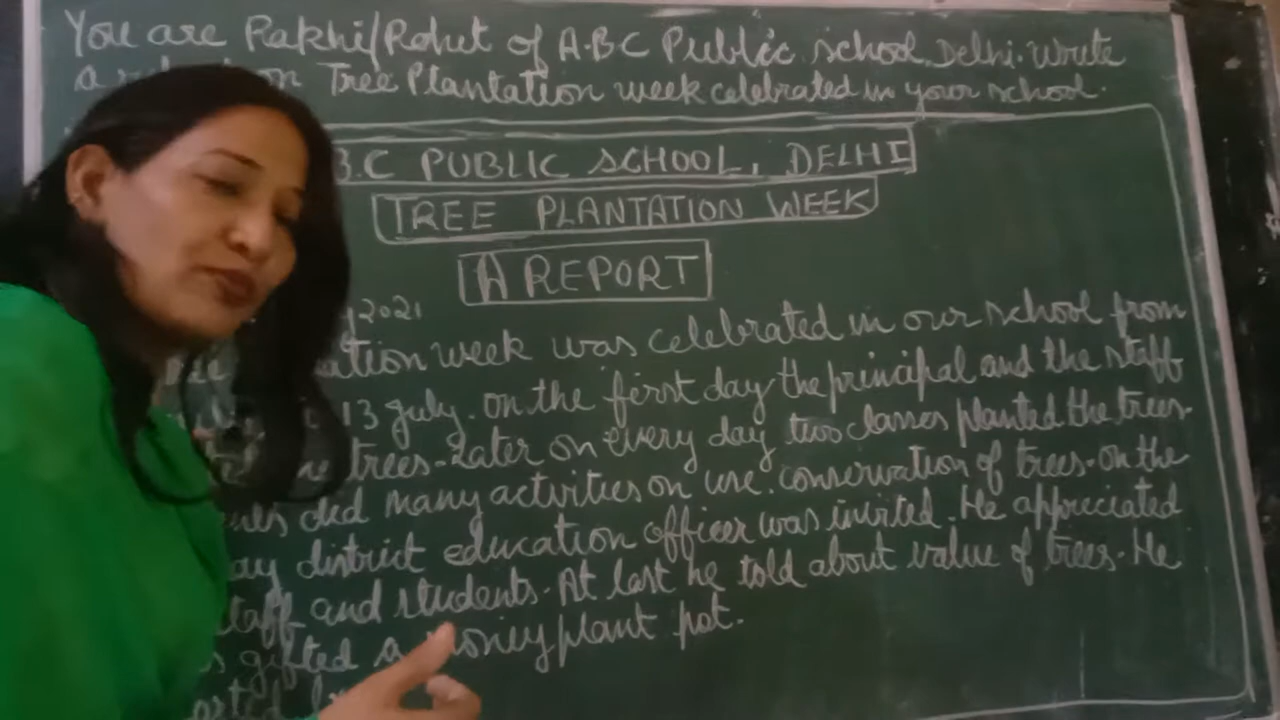 You are Rakhi/Rohit of A.B.C Public school, Delhi. Write
a on Tree Plantation week celebrated in your school.
B.C PUBLIC SCHOOL, DELHI
TREE PLANTATION WEEK
A REPORT
2021
ation week was celebrated in our school from
13 July. On the first day the principal and the staff
trees. Later on every day two classes planted the trees.
did many activities on use. conservation of trees. On the
ay district education officer was invited. He appreciated
taff and students. At last he told about value of trees. He
s gifted a money plant pot.